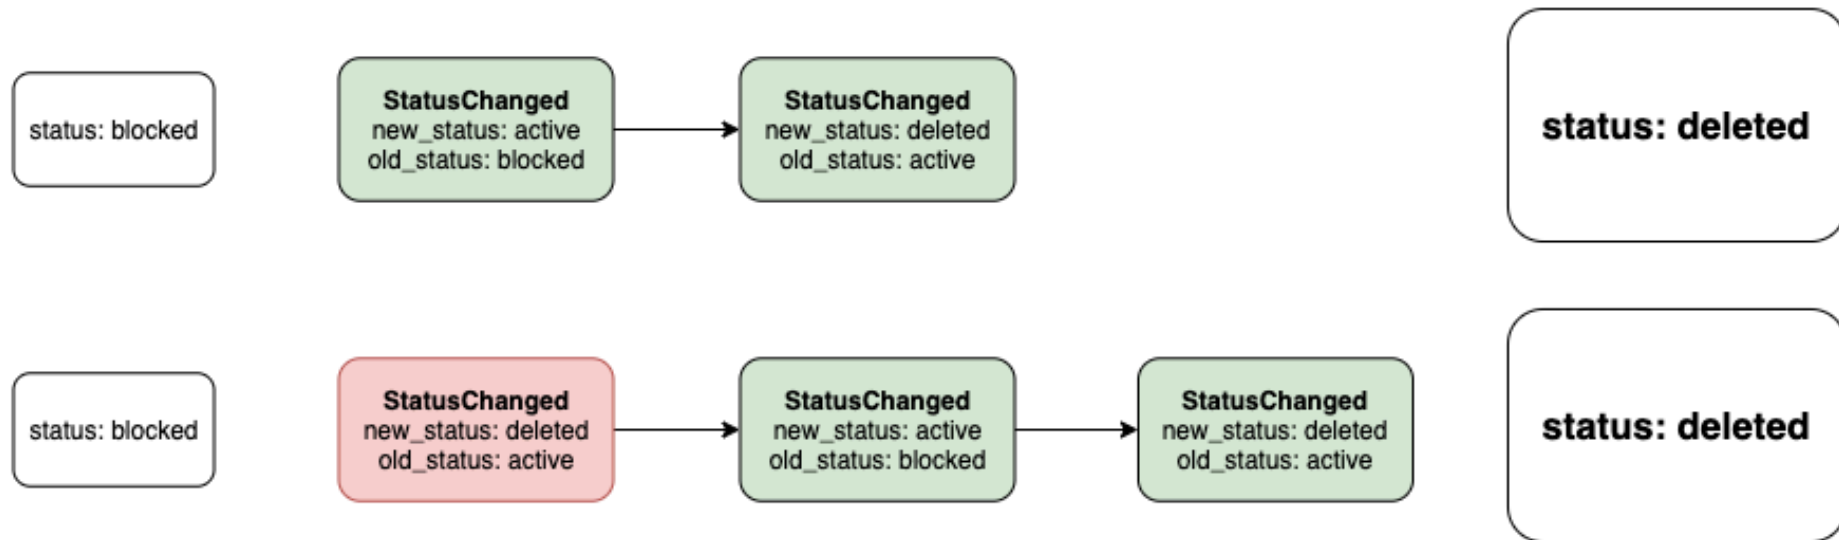 status: blocked
StatusChanged
new_status: active
old_status: blocked
StatusChanged
new_status: deleted
old_status: active
status: deleted
status: blocked
StatusChanged
new_status: deleted
old_status: active
StatusChanged
new_status: active
old_status: blocked
StatusChanged
new_status: deleted
old_status: active
status: deleted